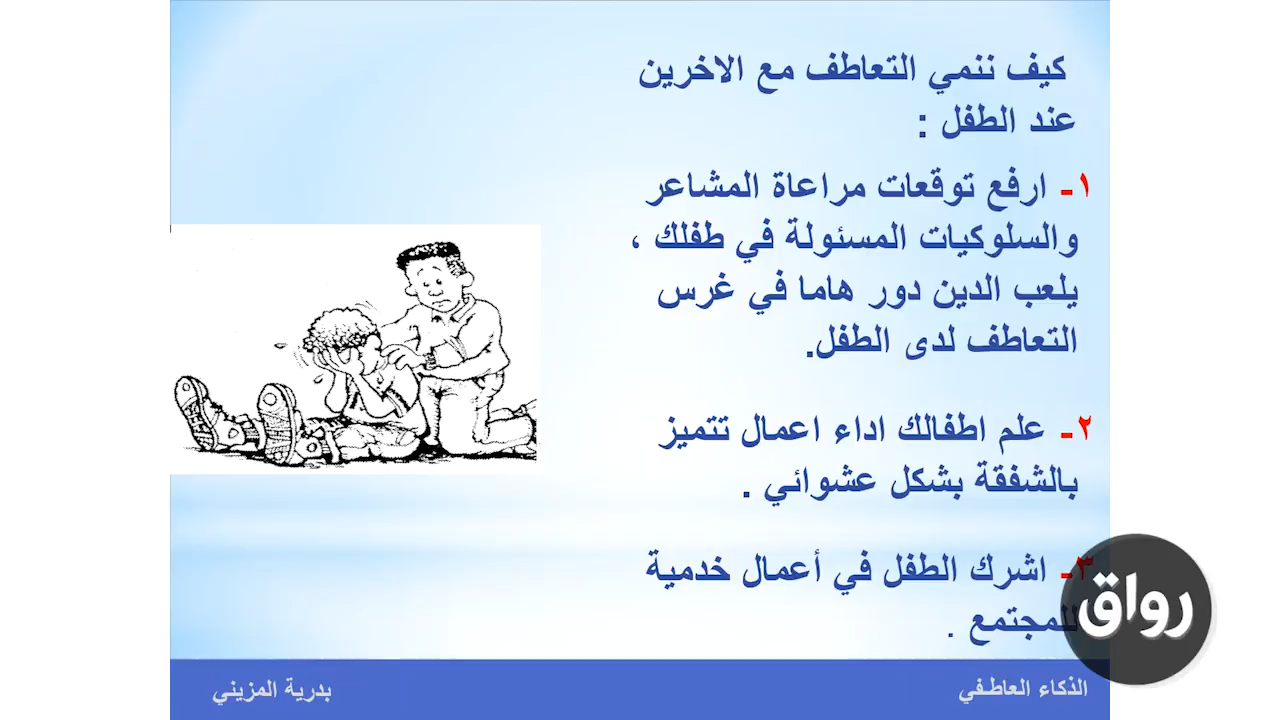 كيف ننمي التعاطف مع الاخرين
عند الطفل :
١- ارفع توقعات مراعاة المشاعر
والسلوكيات المسئولة في طفلك ،
يلعب الدين دور هاما في غرس
التعاطف لدى الطفل.
٢- علم اطفالك اداء اعمال تتميز
بالشفقة بشكل عشوائي .
٣- اشرك الطفل في أعمال خدمية
للمجتمع .
رواق
الذكاء العاطفي
بدرية المزيني